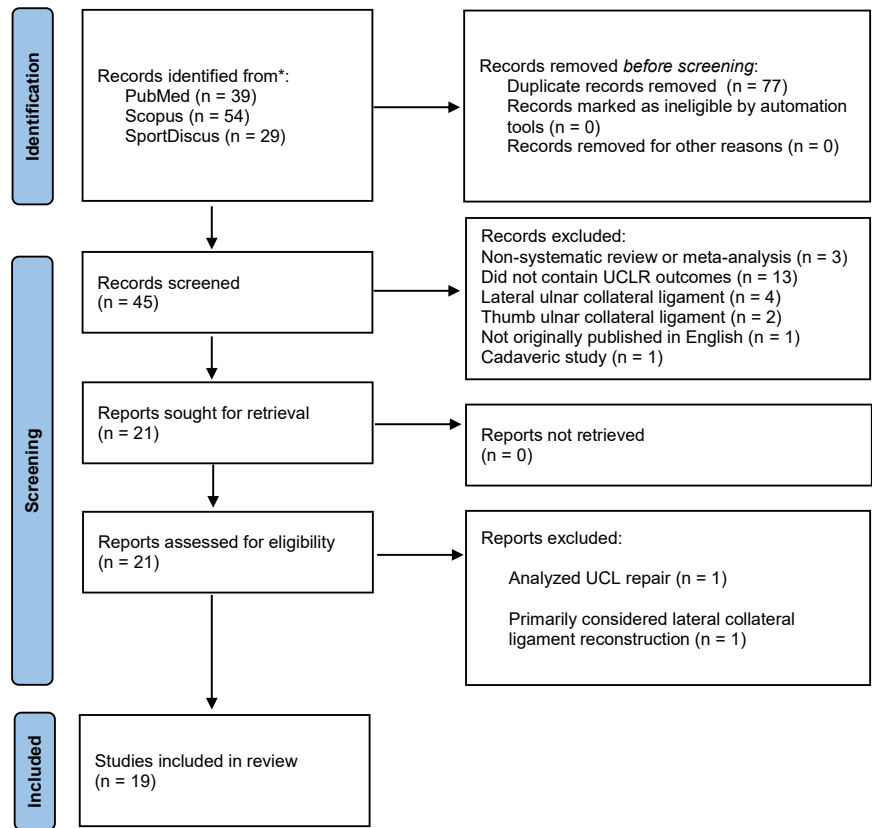 Identification
Records identified from*:
PubMed (n = 39)
Scopus (n = 54)
SportDiscus (n = 29)
Records removed before screening:
Duplicate records removed (n = 77)
Records marked as ineligible by automation
tools (n = 0)
Records removed for other reasons (n = 0)
Screening
Records screened
(n = 45)
Records excluded:
Non-systematic review or meta-analysis (n = 3)
Did not contain UCLR outcomes (n = 13)
Lateral ulnar collateral ligament (n = 4)
Thumb ulnar collateral ligament (n = 2)
Not originally published in English (n = 1)
Cadaveric study (n = 1)
Reports sought for retrieval
(n = 21)
Reports not retrieved
(n = 0)
Reports assessed for eligibility
(n = 21)
Reports excluded:
Analyzed UCL repair (n = 1)
Primarily considered lateral collateral
ligament reconstruction (n = 1)
Included
Studies included in review
(n = 19)